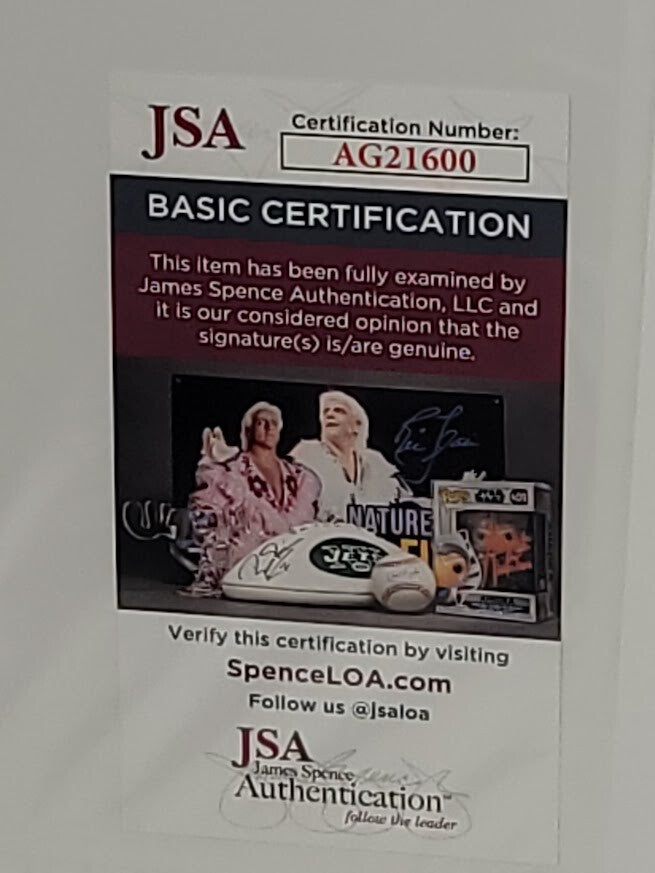 JSA
Certification Number:
AG21600
BASIC CERTIFICATION
This item has been fully examined by
James Spence Authentication, LLC and
it is our considered opinion that the
signature(s) is/are genuine.
NATURE
JETS
Verify this certification by visiting
SpenceLOA.com
Follow us @jsaloa
JSA
James Spence
Authentication™
follow the leader